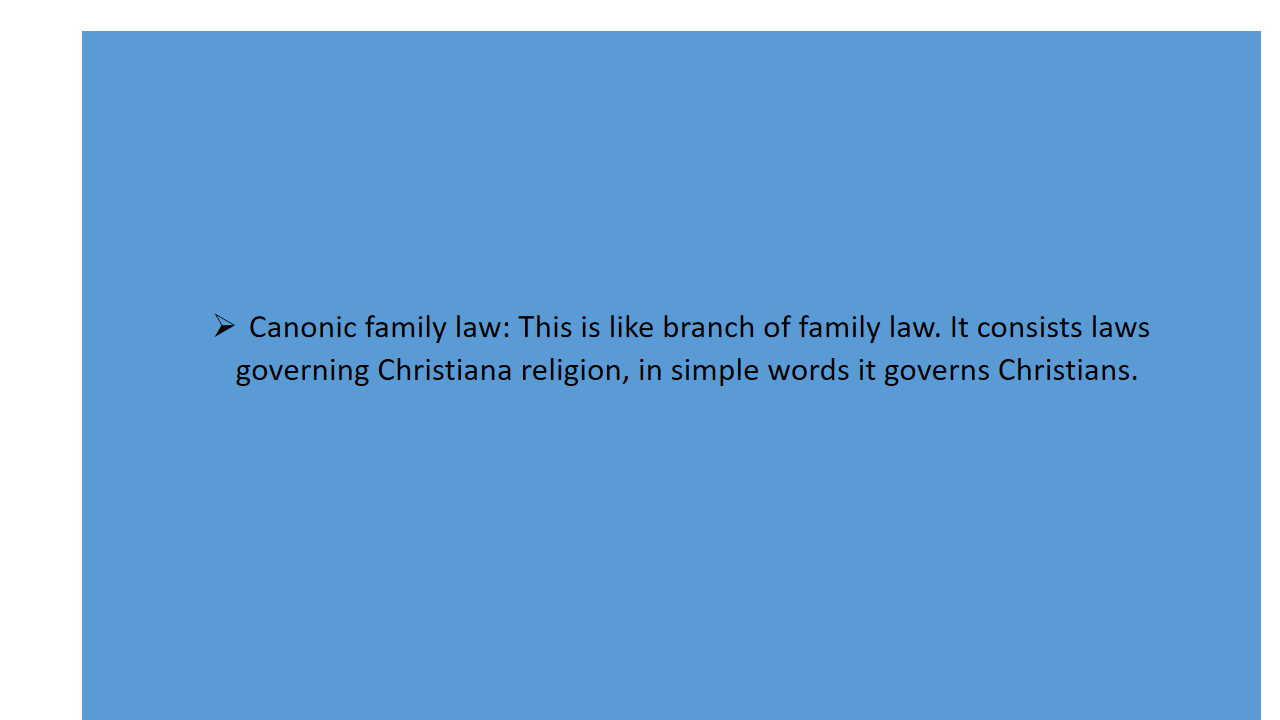 ➢ Canonic family law: This is like branch of family law. It consists laws
governing Christiana religion, in simple words it governs Christians.